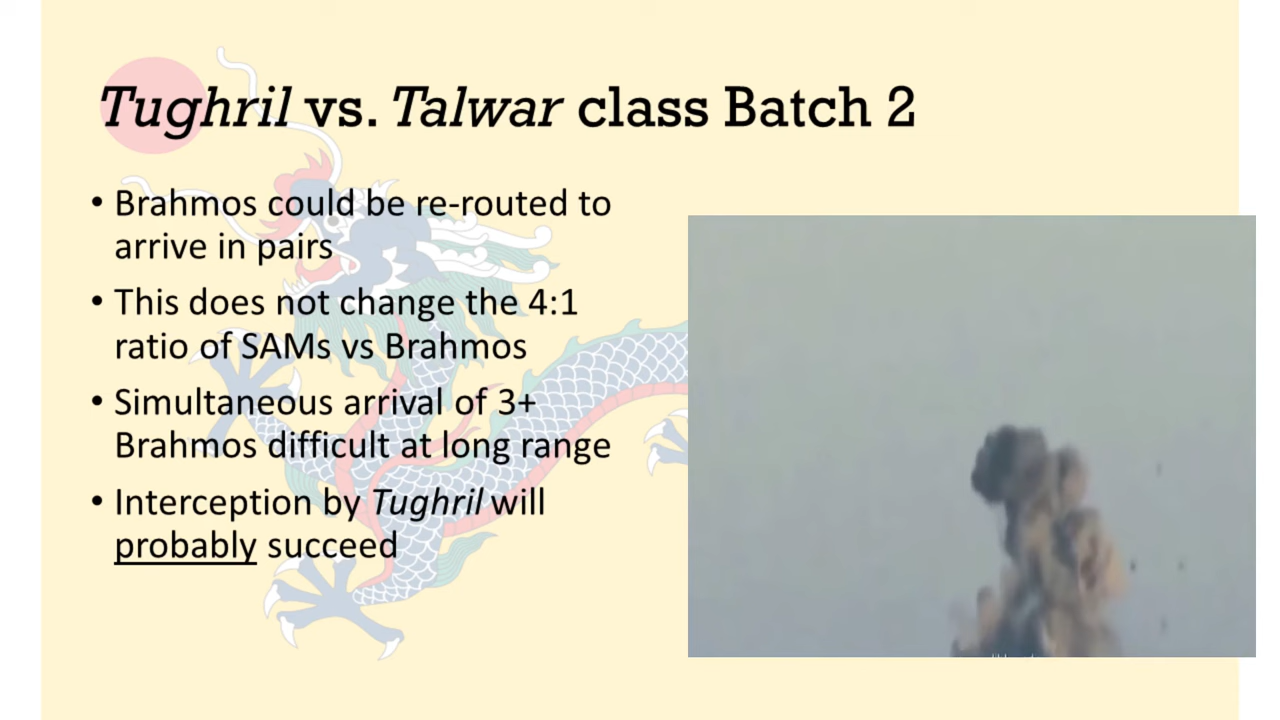 Tughril vs. Talwar class Batch 2
• Brahmos could be re-routed to
arrive in pairs
• This does not change the 4:1
ratio of SAMs vs Brahmos
• Simultaneous arrival of 3+
Brahmos difficult at long range
• Interception by Tughril will
probably succeed